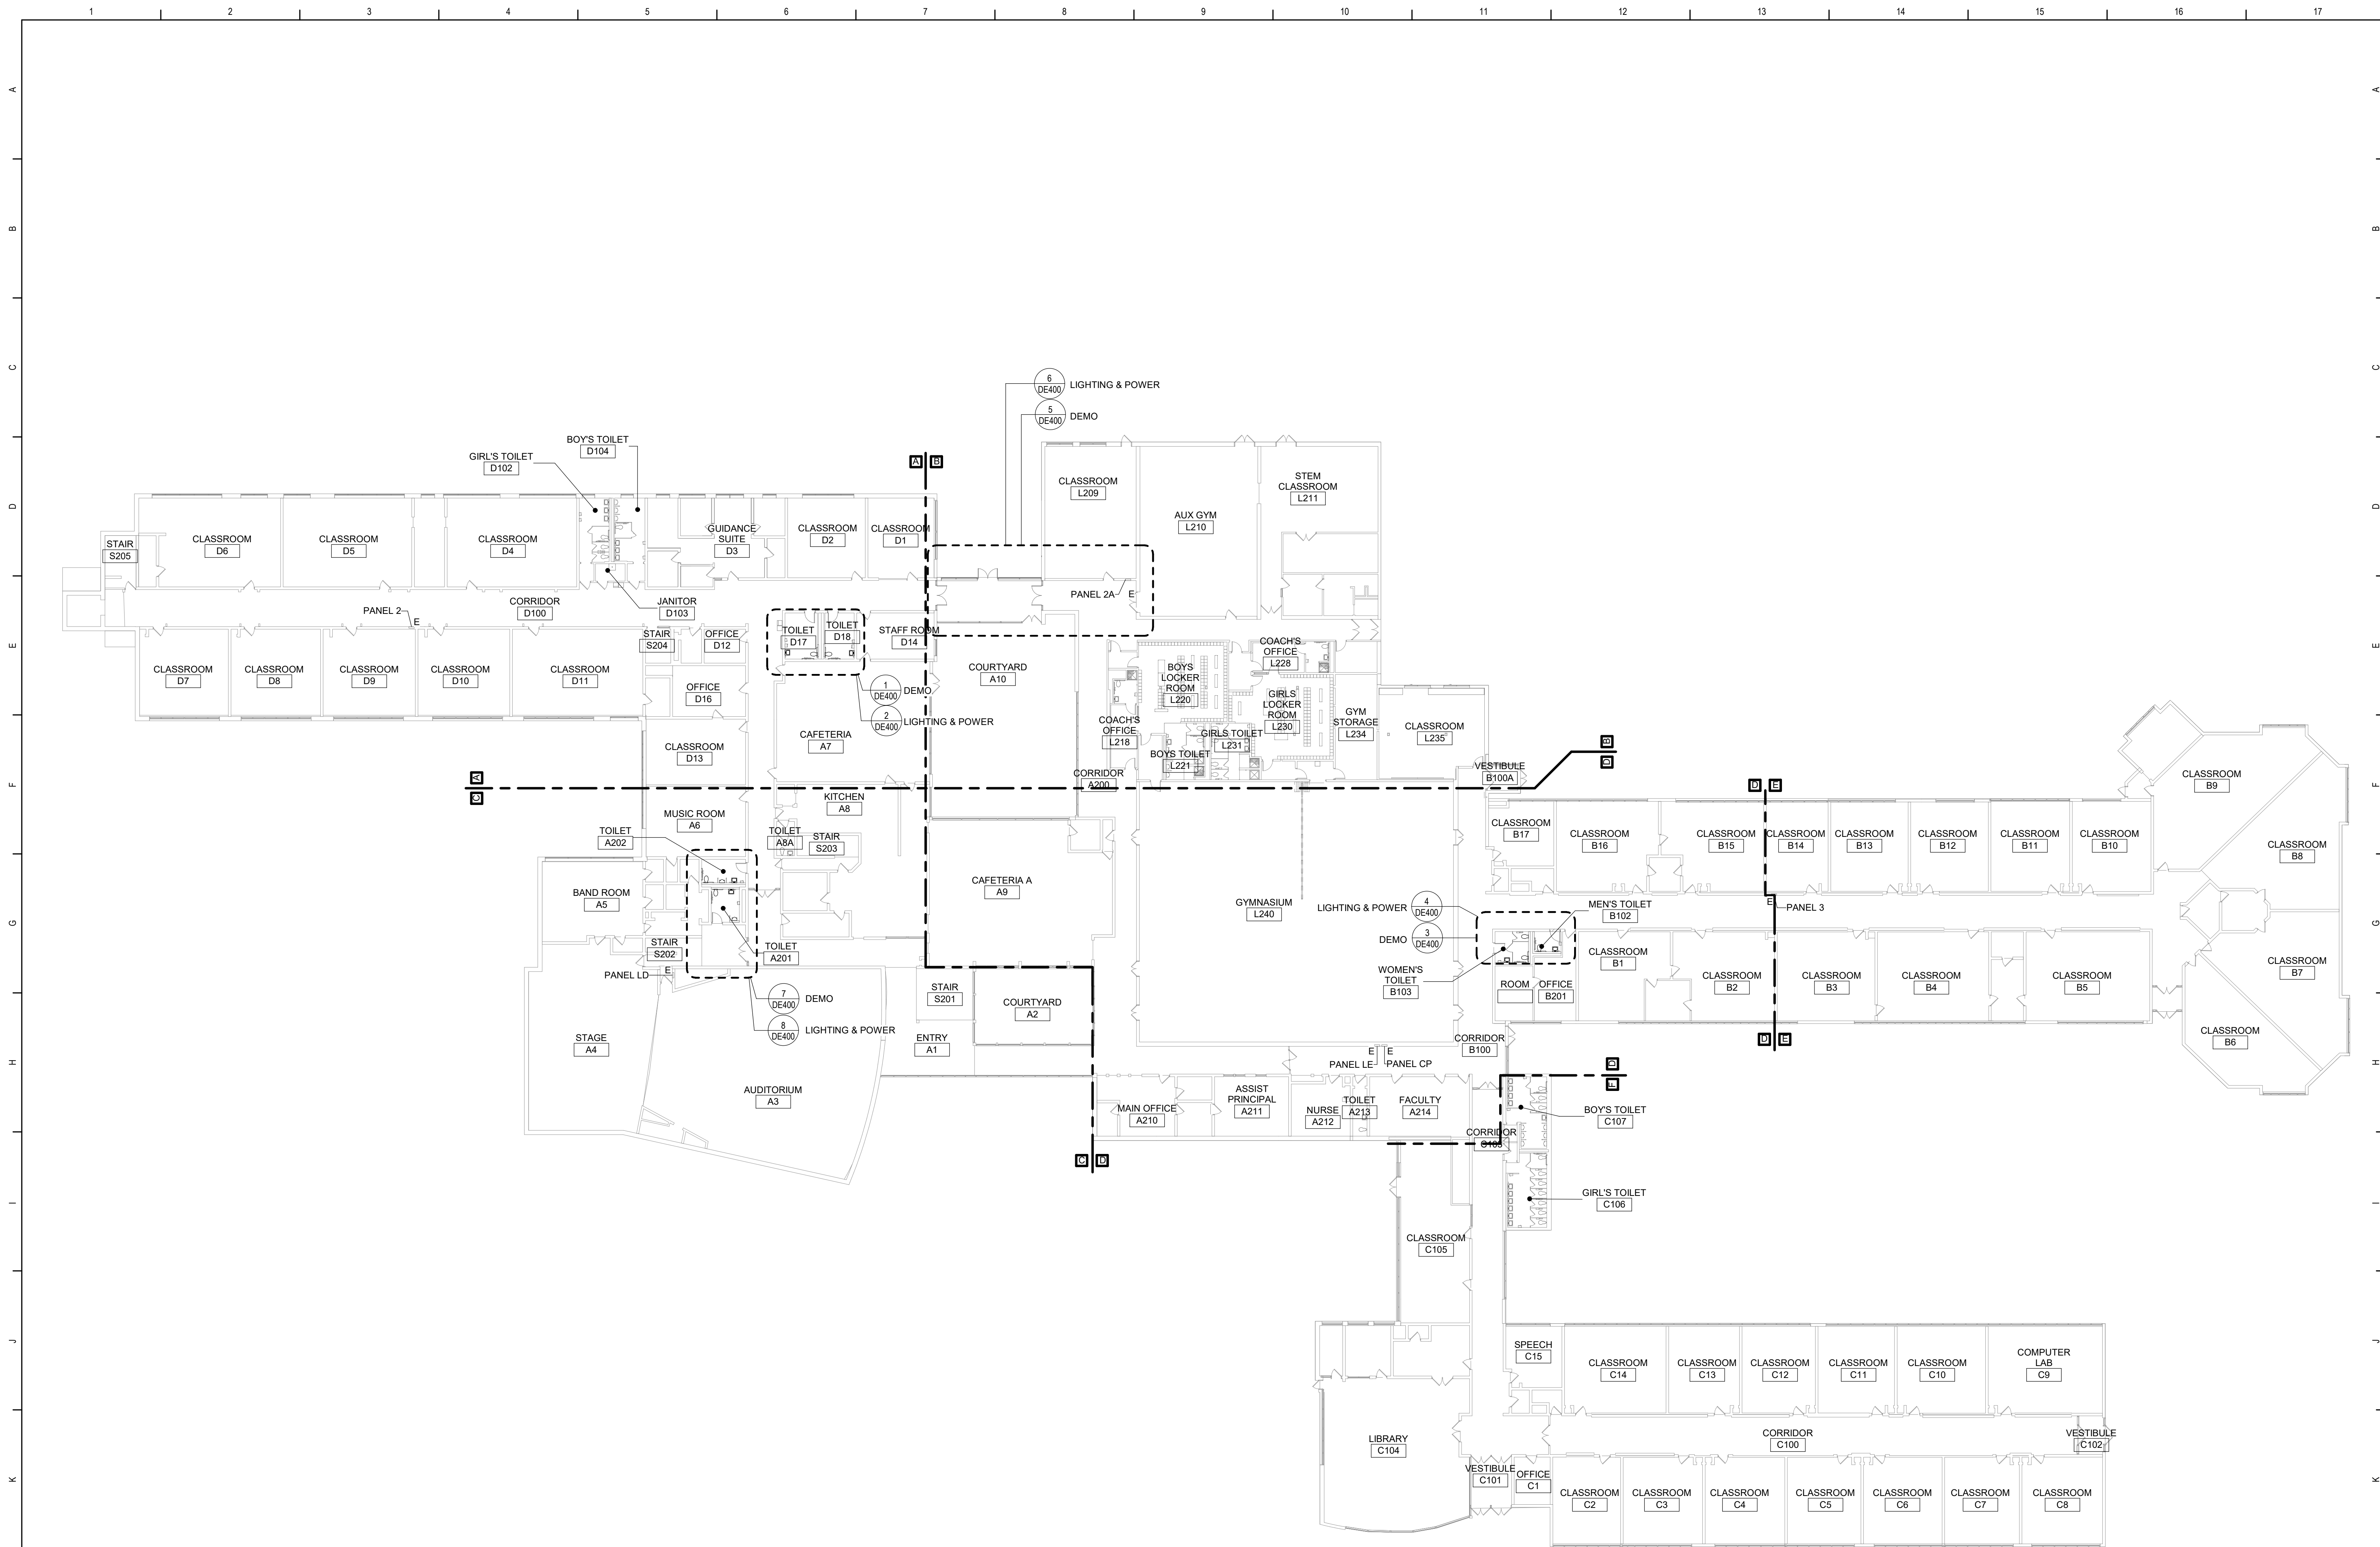 1 2 3 4 5 6 7 8 9 10 11 12 13 14 15 16 17
A
B
C
D
E
F
G
H
I
J
K
A
B
C
D
E
F
G
H
I
J
K
6
DE400
LIGHTING & POWER
5
DE400
DEMO
BOY'S TOILET
D104
GIRL'S TOILET
D102
A B
STAIR
S205
CLASSROOM
D6
CLASSROOM
D5
CLASSROOM
D4
GUIDANCE
SUITE
D3
CLASSROOM
D2
CLASSROOM
D1
CLASSROOM
L209
AUX GYM
L210
STEM
CLASSROOM
L211
PANEL 2
E
CORRIDOR
D100
JANITOR
D103
PANEL 2A
E
CLASSROOM
D7
CLASSROOM
D8
CLASSROOM
D9
CLASSROOM
D10
CLASSROOM
D11
STAIR
S204
OFFICE
D12
OFFICE
D16
TOILET
D17
TOILET
D18
STAFF ROOM
D14
1
DE400
DEMO
2
DE400
LIGHTING & POWER
COURTYARD
A10
BOYS
LOCKER
ROOM
L220
COACH'S
OFFICE
L228
GIRLS
LOCKER
ROOM
L230
COACH'S
OFFICE
L218
BOYS TOILET
L221
GIRLS TOILET
L231
GYM
STORAGE
L234
CLASSROOM
L235
CLASSROOM
D13
CAFETERIA
A7
CORRIDOR
A200
VESTIBULE
B100A
A
C
B
D
D E
MUSIC ROOM
A6
KITCHEN
A8
TOILET
A8A
STAIR
S203
TOILET
A202
BAND ROOM
A5
STAIR
S202
PANEL LD
E
TOILET
A201
7
DE400
DEMO
8
DE400
LIGHTING & POWER
CAFETERIA A
A9
GYMNASIUM
L240
LIGHTING & POWER
4
DE400
DEMO
3
DE400
CLASSROOM
B17
CLASSROOM
B16
CLASSROOM
B15
CLASSROOM
B14
CLASSROOM
B13
CLASSROOM
B12
CLASSROOM
B11
CLASSROOM
B10
CLASSROOM
B9
CLASSROOM
B8
CLASSROOM
B7
CLASSROOM
B6
MEN'S TOILET
B102
E
PANEL 3
WOMEN'S
TOILET
B103
ROOM
OFFICE
B201
CLASSROOM
B1
CLASSROOM
B2
CLASSROOM
B3
CLASSROOM
B4
CLASSROOM
B5
D E
STAGE
A4
AUDITORIUM
A3
ENTRY
A1
STAIR
S201
COURTYARD
A2
E E
PANEL LE
PANEL CP
CORRIDOR
B100
D
F
C D
MAIN OFFICE
A210
ASSIST
PRINCIPAL
A211
NURSE
A212
TOILET
A213
FACULTY
A214
CORRIDOR
C103
BOY'S TOILET
C107
GIRL'S TOILET
C106
CLASSROOM
C105
SPEECH
C15
CLASSROOM
C14
CLASSROOM
C13
CLASSROOM
C12
CLASSROOM
C11
CLASSROOM
C10
COMPUTER
LAB
C9
LIBRARY
C104
CORRIDOR
C100
VESTIBULE
C102
VESTIBULE
C101
OFFICE
C1
CLASSROOM
C2
CLASSROOM
C3
CLASSROOM
C4
CLASSROOM
C5
CLASSROOM
C6
CLASSROOM
C7
CLASSROOM
C8